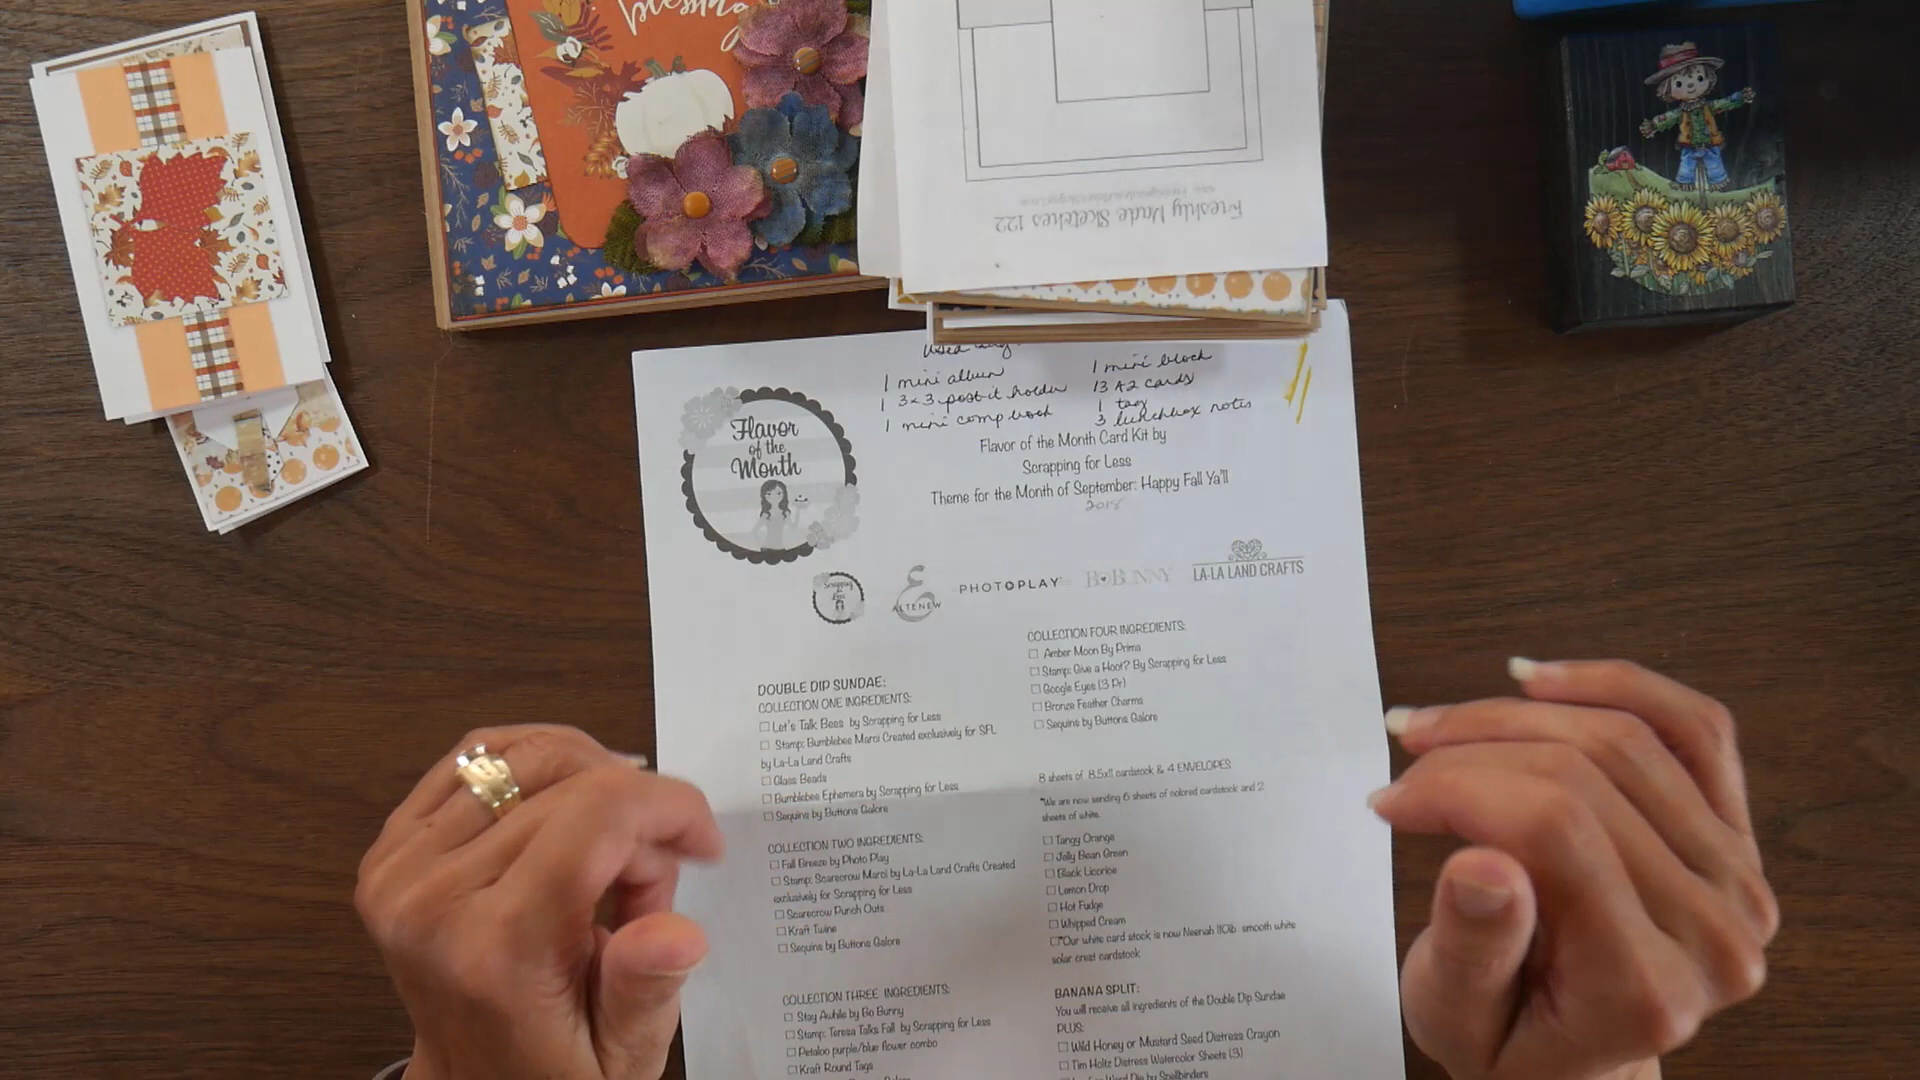 blessing
Freshly Made Sketches 122
1 mini album
1 3x3 post it holder
1 mini comp book
1 mini block
13 A2 cards
1 tag
3 lunchbox notes
Flavor
of the
Month
Flavor of the Month Card Kit by
Scrapping for Less
Theme for the Month of September: Happy Fall Ya'll
2018
Scrapping
for
Less
ALTENEW
PHOTOPLAY
BoBUNNY
LA-LA LAND CRAFTS
DOUBLE DIP SUNDAE:
COLLECTION ONE INGREDIENTS:
Let's Talk Bees by Scrapping for Less
Stamp: Bumblebee Marci Created exclusively for SFL
by La-La Land Crafts
Glass Beads
Bumblebee Ephemera by Scrapping for Less
Sequins by Buttons Galore
COLLECTION TWO INGREDIENTS:
Fall Breeze by Photo Play
Stamp: Scarecrow Marci by La-La Land Crafts Created
exclusively for Scrapping for Less
Scarecrow Punch Outs
Kraft Twine
Sequins by Buttons Galore
COLLECTION THREE INGREDIENTS:
Stay Awhile by Bo Bunny
Stamp: Teresa Talks Fall by Scrapping for Less
Petaloo purple/blue flower combo
Kraft Round Tags
COLLECTION FOUR INGREDIENTS:
Amber Moon By Prima
Stamp: Give a Hoot? By Scrapping for Less
Google Eyes (3 Pr)
Bronze Feather Charms
Sequins by Buttons Galore
8 sheets of 8.5x11 cardstock & 4 ENVELOPES
*We are now sending 6 sheets of colored cardstock and 2
sheets of white.
Tangy Orange
Jelly Bean Green
Black Licorice
Lemon Drop
Hot Fudge
Whipped Cream
*Our white card stock is now Neenah 110lb smooth white
solar crest cardstock
BANANA SPLIT:
You will receive all ingredients of the Double Dip Sundae
PLUS:
Wild Honey or Mustard Seed Distress Crayon
Tim Holtz Distress Watercolor Sheets (3)
Die by Spellbinders